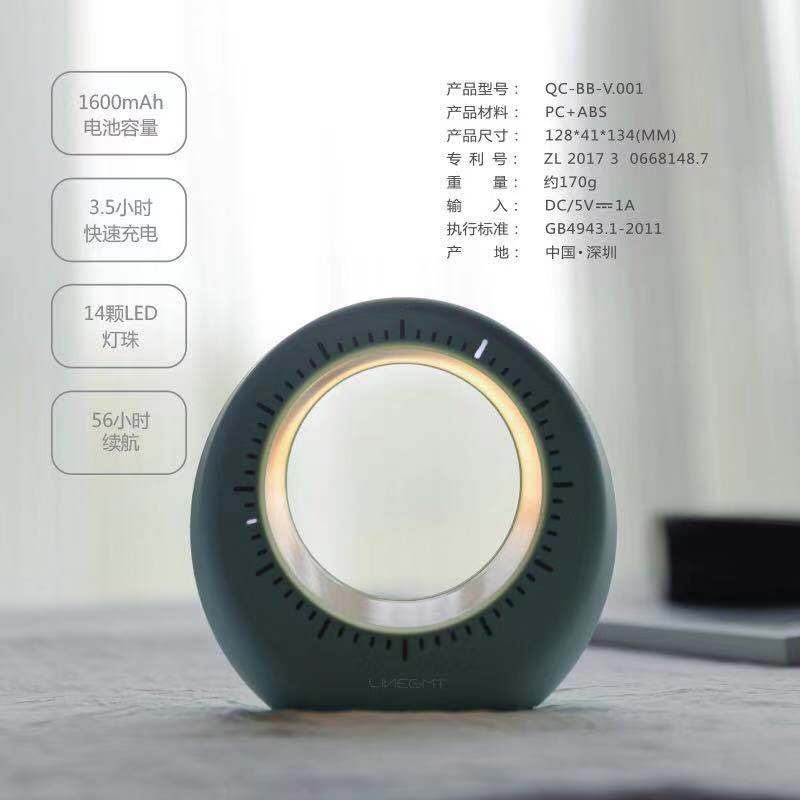 1600mAh
电池容量
3.5小时
快速充电
14颗LED
灯珠
56小时
续航
产品型号： QC-BB-V.001
产品材料： PC+ABS
产品尺寸： 128*41*134(MM)
专 利 号： ZL 2017 3 0668148.7
重 量： 约170g
输 入： DC/5V⎓1A
执行标准： GB4943.1-2011
产 地： 中国·深圳
LINEGMT